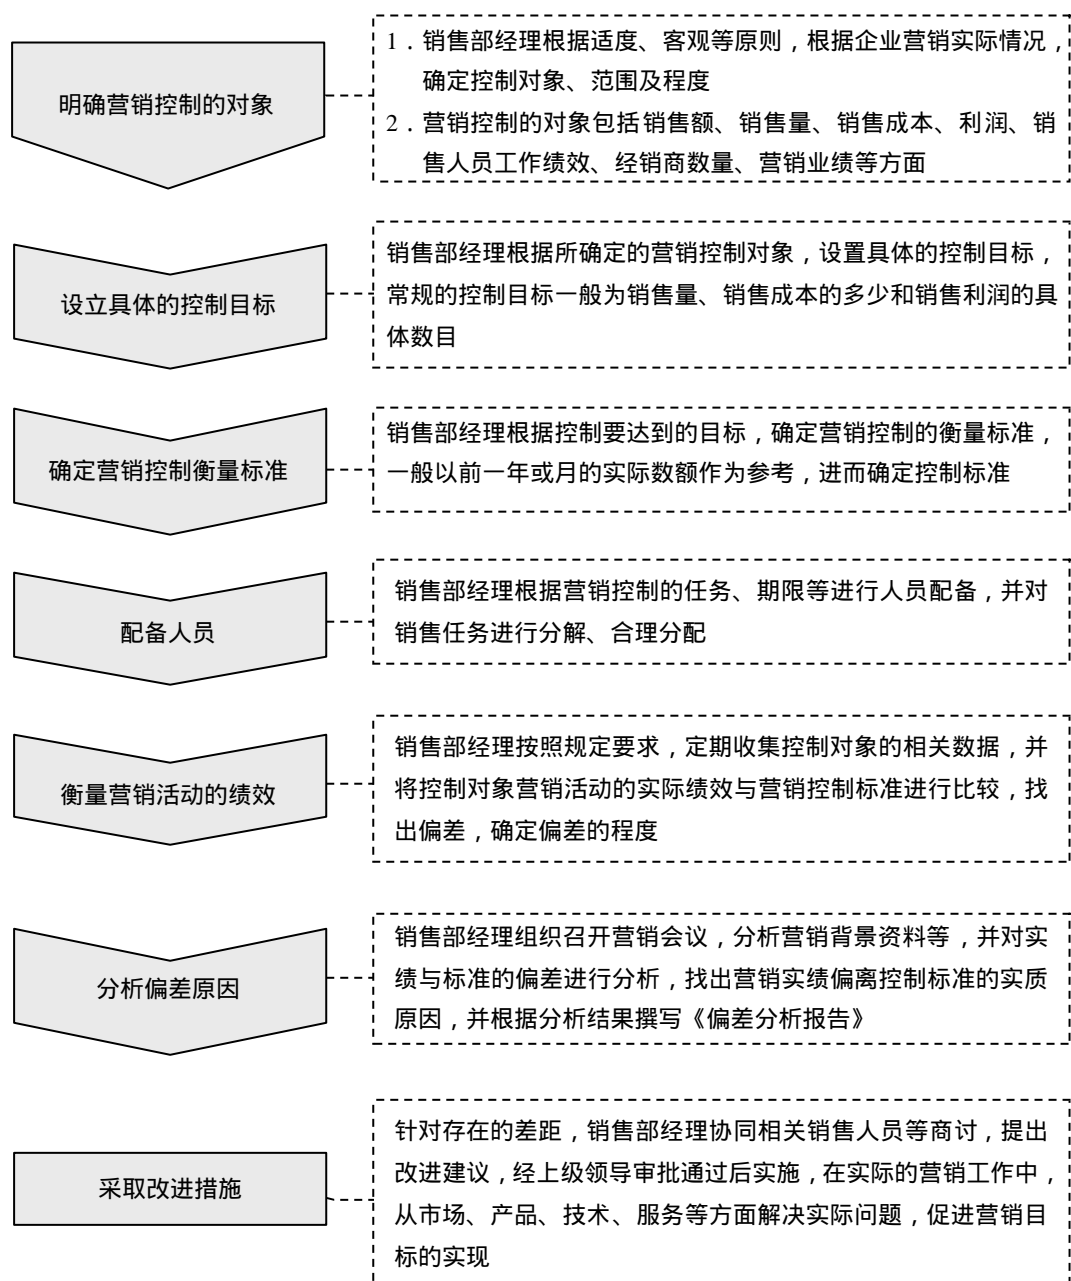 明确营销控制的对象
1．销售部经理根据适度、客观等原则，根据企业营销实际情况，
确定控制对象、范围及程度
2．营销控制的对象包括销售额、销售量、销售成本、利润、销
售人员工作绩效、经销商数量、营销业绩等方面
设立具体的控制目标
销售部经理根据所确定的营销控制对象，设置具体的控制目标，
常规的控制目标一般为销售量、销售成本的多少和销售利润的具
体数目
确定营销控制衡量标准
销售部经理根据控制要达到的目标，确定营销控制的衡量标准，
一般以前一年或月的实际数额作为参考，进而确定控制标准
配备人员
销售部经理根据营销控制的任务、期限等进行人员配备，并对
销售任务进行分解、合理分配
衡量营销活动的绩效
销售部经理按照规定要求，定期收集控制对象的相关数据，并
将控制对象营销活动的实际绩效与营销控制标准进行比较，找
出偏差，确定偏差的程度
分析偏差原因
销售部经理组织召开营销会议，分析营销背景资料等，并对实
绩与标准的偏差进行分析，找出营销实绩偏离控制标准的实质
原因，并根据分析结果撰写《偏差分析报告》
采取改进措施
针对存在的差距，销售部经理协同相关销售人员等商讨，提出
改进建议，经上级领导审批通过后实施，在实际的营销工作中，
从市场、产品、技术、服务等方面解决实际问题，促进营销目
标的实现